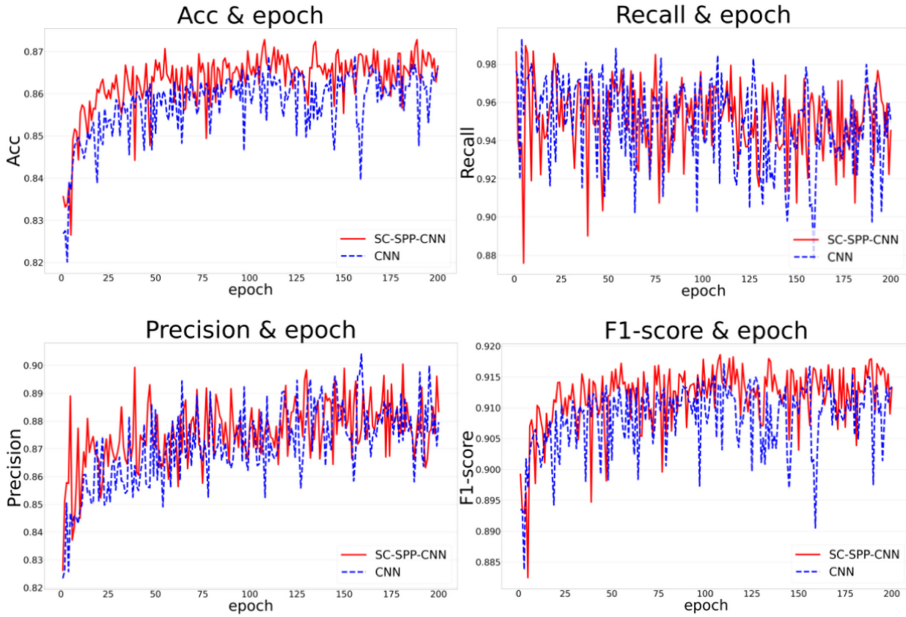 Acc & epoch
0.87
0.86
0.85
0.84
0.83
0.82
Acc
SC-SPP-CNN
CNN
0 25 50 75 100 125 150 175 200
epoch
Recall & epoch
0.98
0.96
0.94
0.92
0.90
0.88
Recall
SC-SPP-CNN
CNN
0 25 50 75 100 125 150 175 200
epoch
Precision & epoch
0.90
0.89
0.88
0.87
0.86
0.85
0.84
0.83
0.82
Precision
SC-SPP-CNN
CNN
0 25 50 75 100 125 150 175 200
epoch
F1-score & epoch
0.920
0.915
0.910
0.905
0.900
0.895
0.890
0.885
F1-score
SC-SPP-CNN
CNN
0 25 50 75 100 125 150 175 200
epoch